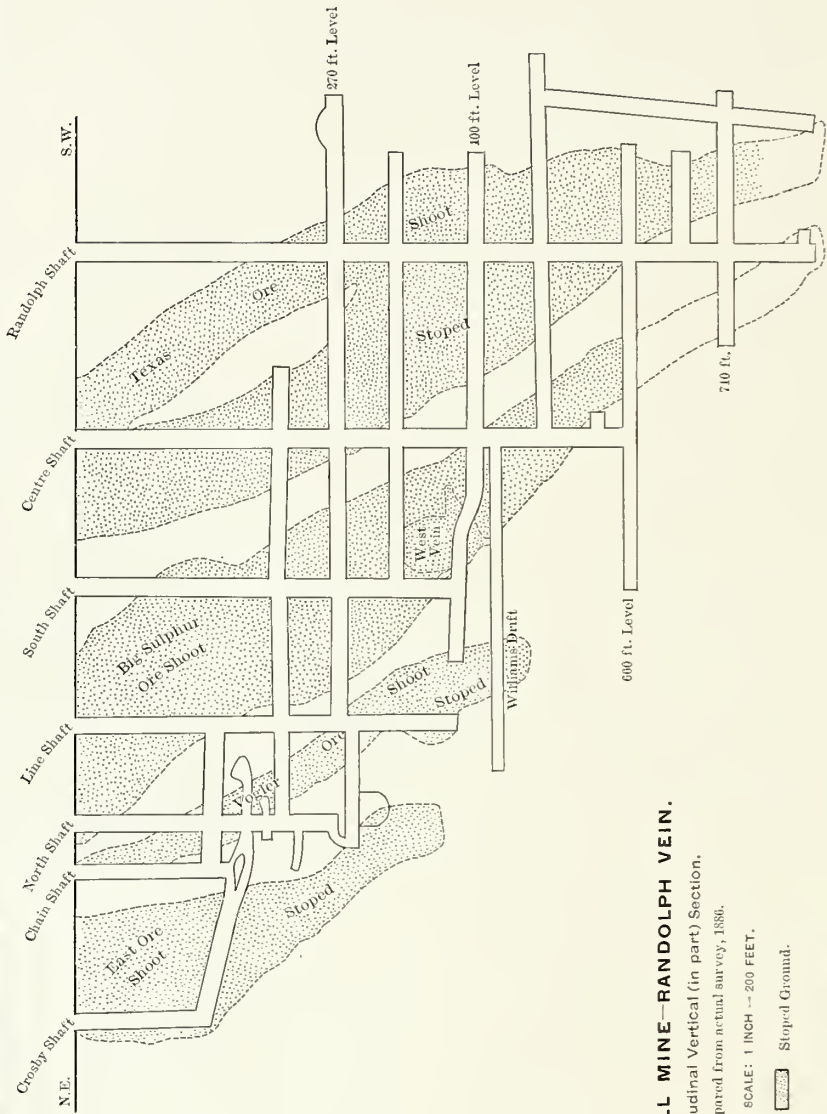 N.E.
Crosby Shaft
Chain Shaft
North Shaft
Line Shaft
South Shaft
Centre Shaft
Randolph Shaft
S.W.
East Ore
Shoot
Stoped
Vogler
Ore
Shoot
Stoped
Big Sulphur
Ore Shoot
West
Vein
Texas
Ore
Shoot
Stoped
270 ft. Level
400 ft. Level
Williams Drift
600 ft. Level
710 ft.
LL MINE—RANDOLPH VEIN.
udinal Vertical (in part) Section.
pared from actual survey, 1886.
SCALE: 1 INCH -- 200 FEET.
Stoped Ground.